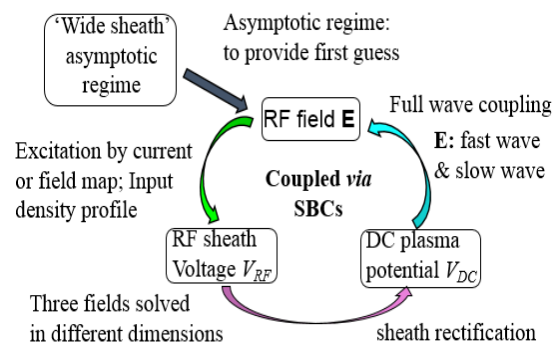 ‘Wide sheath’
asymptotic
regime
Asymptotic regime:
to provide first guess
RF field E
Full wave coupling
E: fast wave
& slow wave
Excitation by current
or field map; Input
density profile
Coupled via
SBCs
RF sheath
Voltage V_RF
DC plasma
potential V_DC
Three fields solved
in different dimensions
sheath rectification